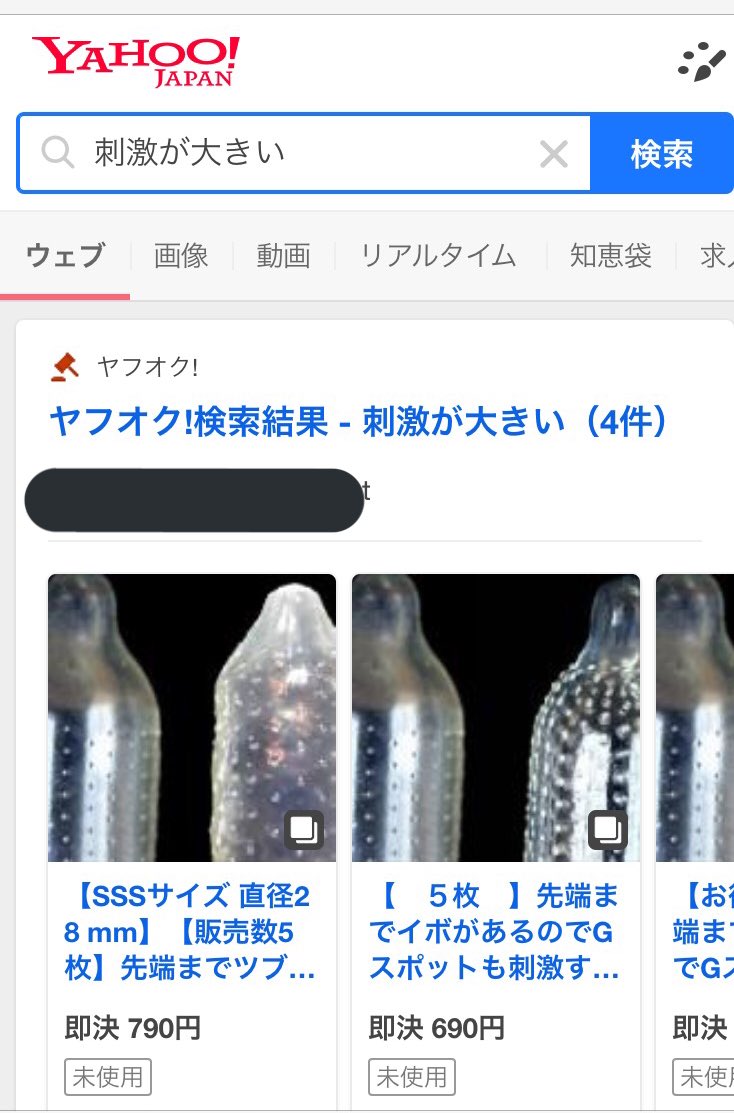 YAHOO!
JAPAN
刺激が大きい
検索
ウェブ 画像 動画 リアルタイム 知恵袋 求人
ヤフオク!
ヤフオク!検索結果 - 刺激が大きい（4件）
t
【SSSサイズ 直径2
8 mm】【販売数5
枚】先端までツブ…
即決 790円
未使用
【　５枚　】先端ま
でイボがあるのでG
スポットも刺激す…
即決 690円
未使用
【お得
端まで
でGス
即決
未使用